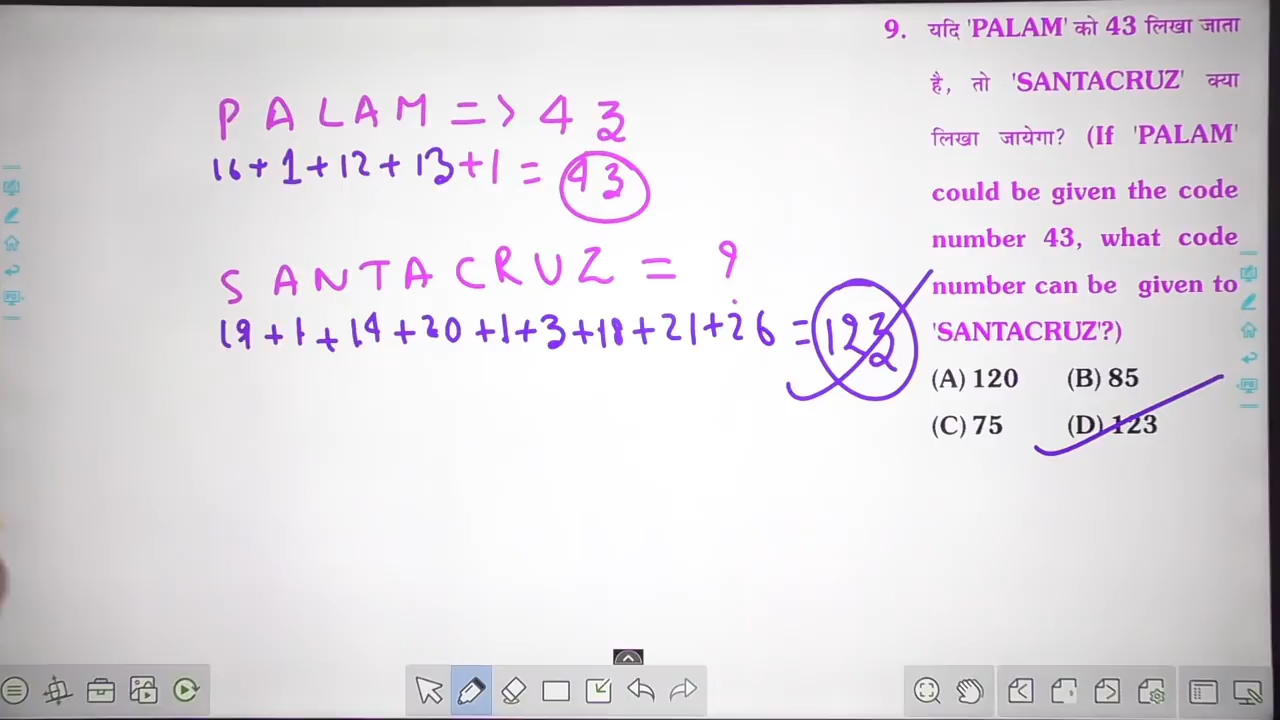 9. यदि 'PALAM' को 43 लिखा जाता
है, तो 'SANTACRUZ' क्या
लिखा जायेगा? (If 'PALAM'
could be given the code
number 43, what code
number can be given to
'SANTACRUZ'?)
(A) 120 (B) 85
(C) 75 (D) 123
PALAM => 43
16+1+12+13+1 = 43
SANTACRUZ = ?
19+1+14+20+1+3+18+21+26 = 123